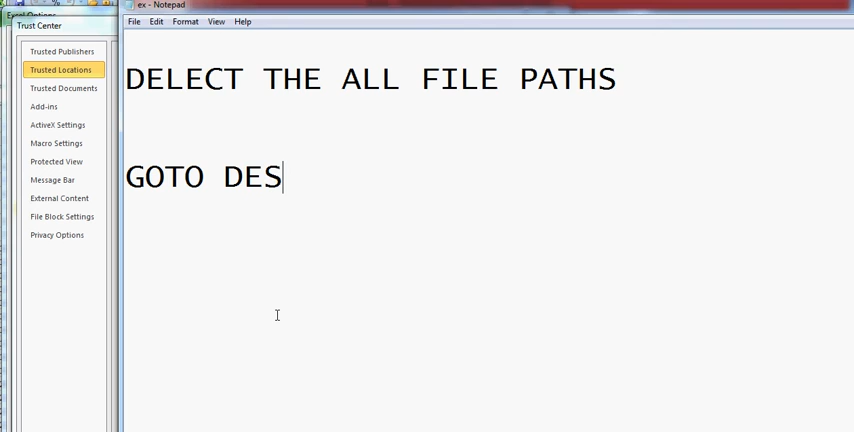 ex - Notepad
Excel Options
Trust Center
File Edit Format View Help
Trusted Publishers
Trusted Locations
Trusted Documents
Add-ins
ActiveX Settings
Macro Settings
Protected View
Message Bar
External Content
File Block Settings
Privacy Options
DELECT THE ALL FILE PATHS
GOTO DES